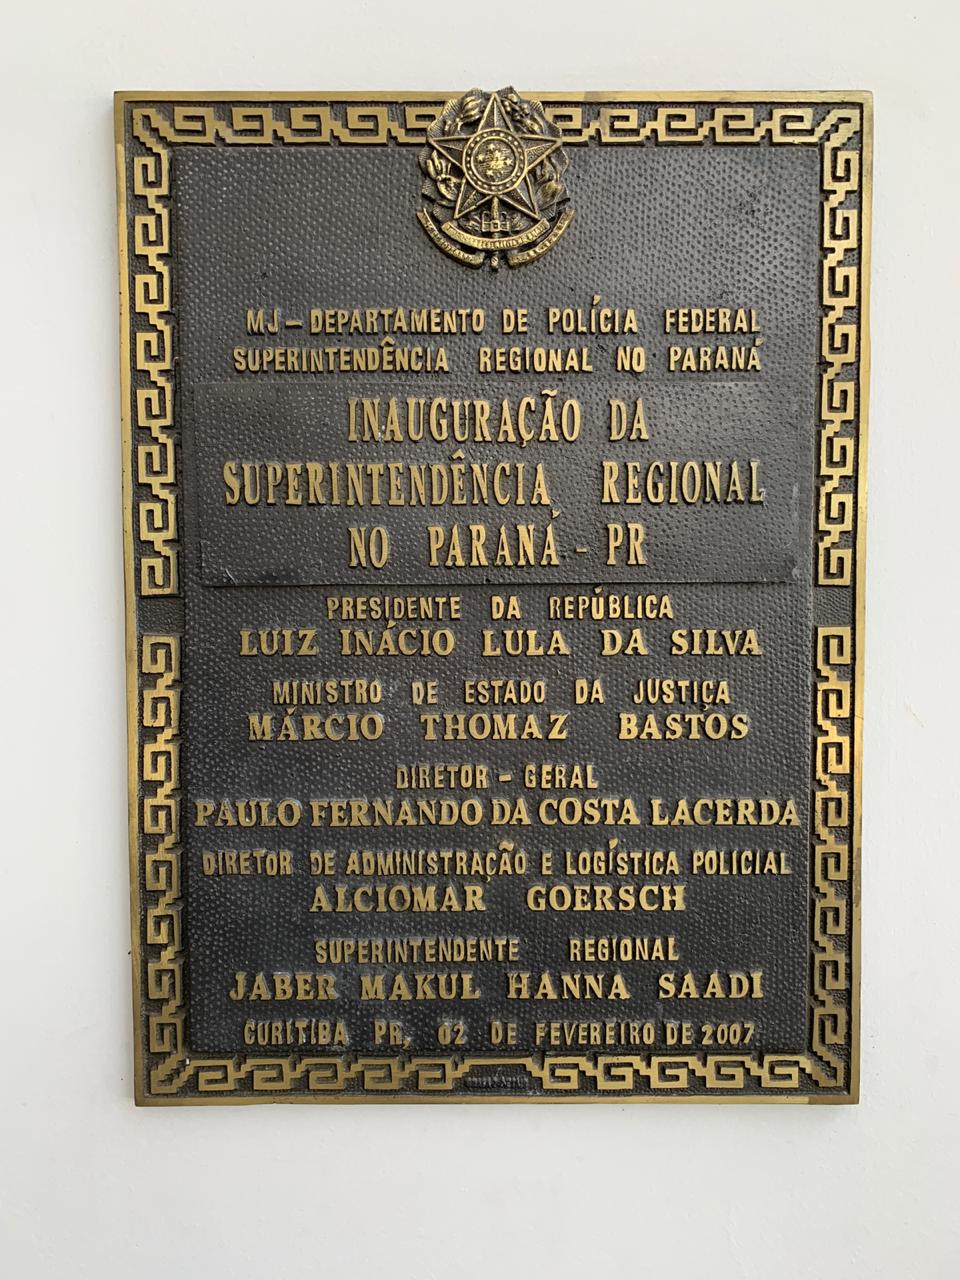 MJ – DEPARTAMENTO DE POLÍCIA FEDERAL
SUPERINTENDÊNCIA REGIONAL NO PARANÁ
INAUGURAÇÃO DA
SUPERINTENDÊNCIA REGIONAL
NO PARANÁ - PR
PRESIDENTE DA REPÚBLICA
LUIZ INÁCIO LULA DA SILVA
MINISTRO DE ESTADO DA JUSTIÇA
MÁRCIO THOMAZ BASTOS
DIRETOR - GERAL
PAULO FERNANDO DA COSTA LACERDA
DIRETOR DE ADMINISTRAÇÃO E LOGÍSTICA POLICIAL
ALCIOMAR GOERSCH
SUPERINTENDENTE REGIONAL
JABER MAKUL HANNA SAADI
CURITIBA PR, 02 DE FEVEREIRO DE 2007